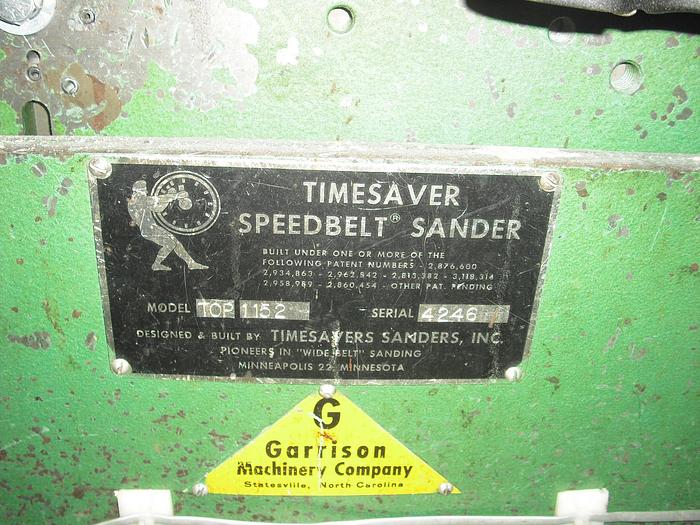 TIMESAVER
SPEEDBELT® SANDER
BUILT UNDER ONE OR MORE OF THE
FOLLOWING PATENT NUMBERS - 2,876,600
2,934,863 - 2,962,842 - 2,813,382 - 3,118,314
2,958,989 - 2,860,454 - OTHER PAT. PENDING
MODEL TOP 1152 SERIAL 4246
DESIGNED & BUILT BY TIMESAVERS SANDERS, INC.
PIONEERS IN "WIDE BELT" SANDING
MINNEAPOLIS 22, MINNESOTA
G
Garrison
Machinery Company
Statesville, North Carolina